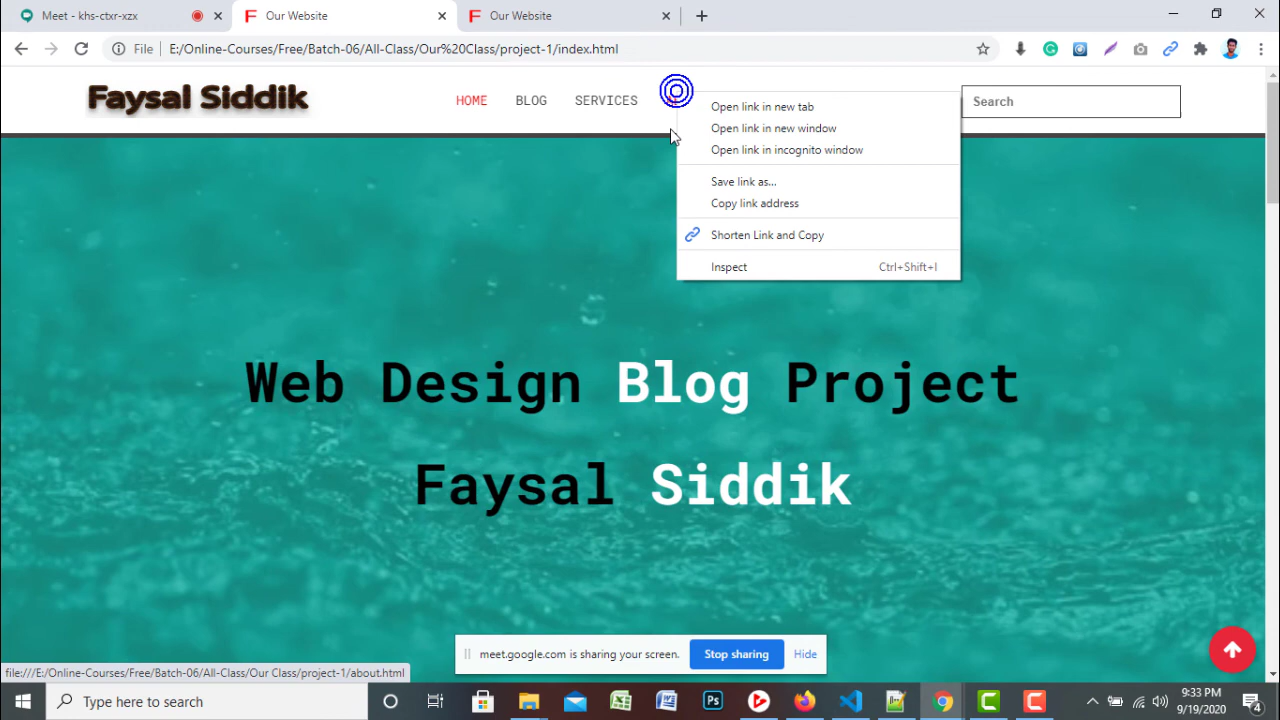 Meet - khs-ctxr-xzx
Our Website
Our Website
File
E:/Online-Courses/Free/Batch-06/All-Class/Our%20Class/project-1/index.html
Faysal Siddik
HOME
BLOG
SERVICES
Search
Open link in new tab
Open link in new window
Open link in incognito window
Save link as...
Copy link address
Shorten Link and Copy
Inspect Ctrl+Shift+I
Web Design Blog Project
Faysal Siddik
meet.google.com is sharing your screen.
Stop sharing
Hide
file:///E:/Online-Courses/Free/Batch-06/All-Class/Our Class/project-1/about.html
Type here to search
9:33 PM
9/19/2020
4